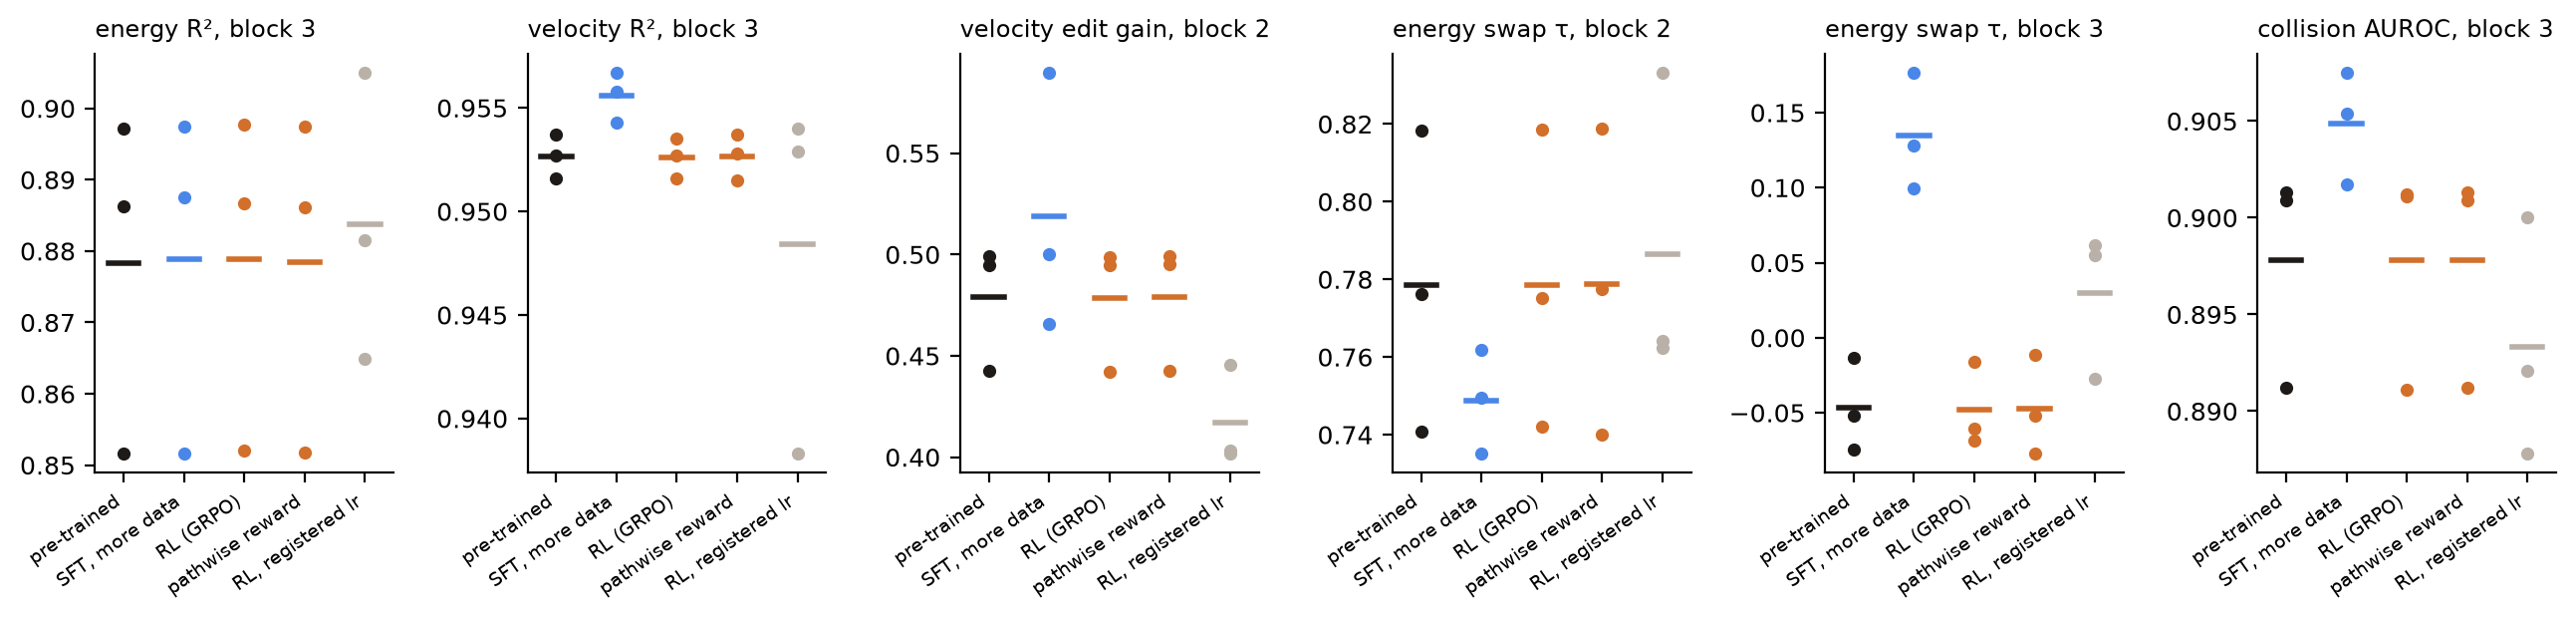 energy R², block 3
0.90
0.89
0.88
0.87
0.86
0.85
pre-trained
SFT, more data
RL (GRPO)
pathwise reward
RL, registered lr
velocity R², block 3
0.955
0.950
0.945
0.940
pre-trained
SFT, more data
RL (GRPO)
pathwise reward
RL, registered lr
velocity edit gain, block 2
0.55
0.50
0.45
0.40
pre-trained
SFT, more data
RL (GRPO)
pathwise reward
RL, registered lr
energy swap τ, block 2
0.82
0.80
0.78
0.76
0.74
pre-trained
SFT, more data
RL (GRPO)
pathwise reward
RL, registered lr
energy swap τ, block 3
0.15
0.10
0.05
0.00
−0.05
pre-trained
SFT, more data
RL (GRPO)
pathwise reward
RL, registered lr
collision AUROC, block 3
0.905
0.900
0.895
0.890
pre-trained
SFT, more data
RL (GRPO)
pathwise reward
RL, registered lr